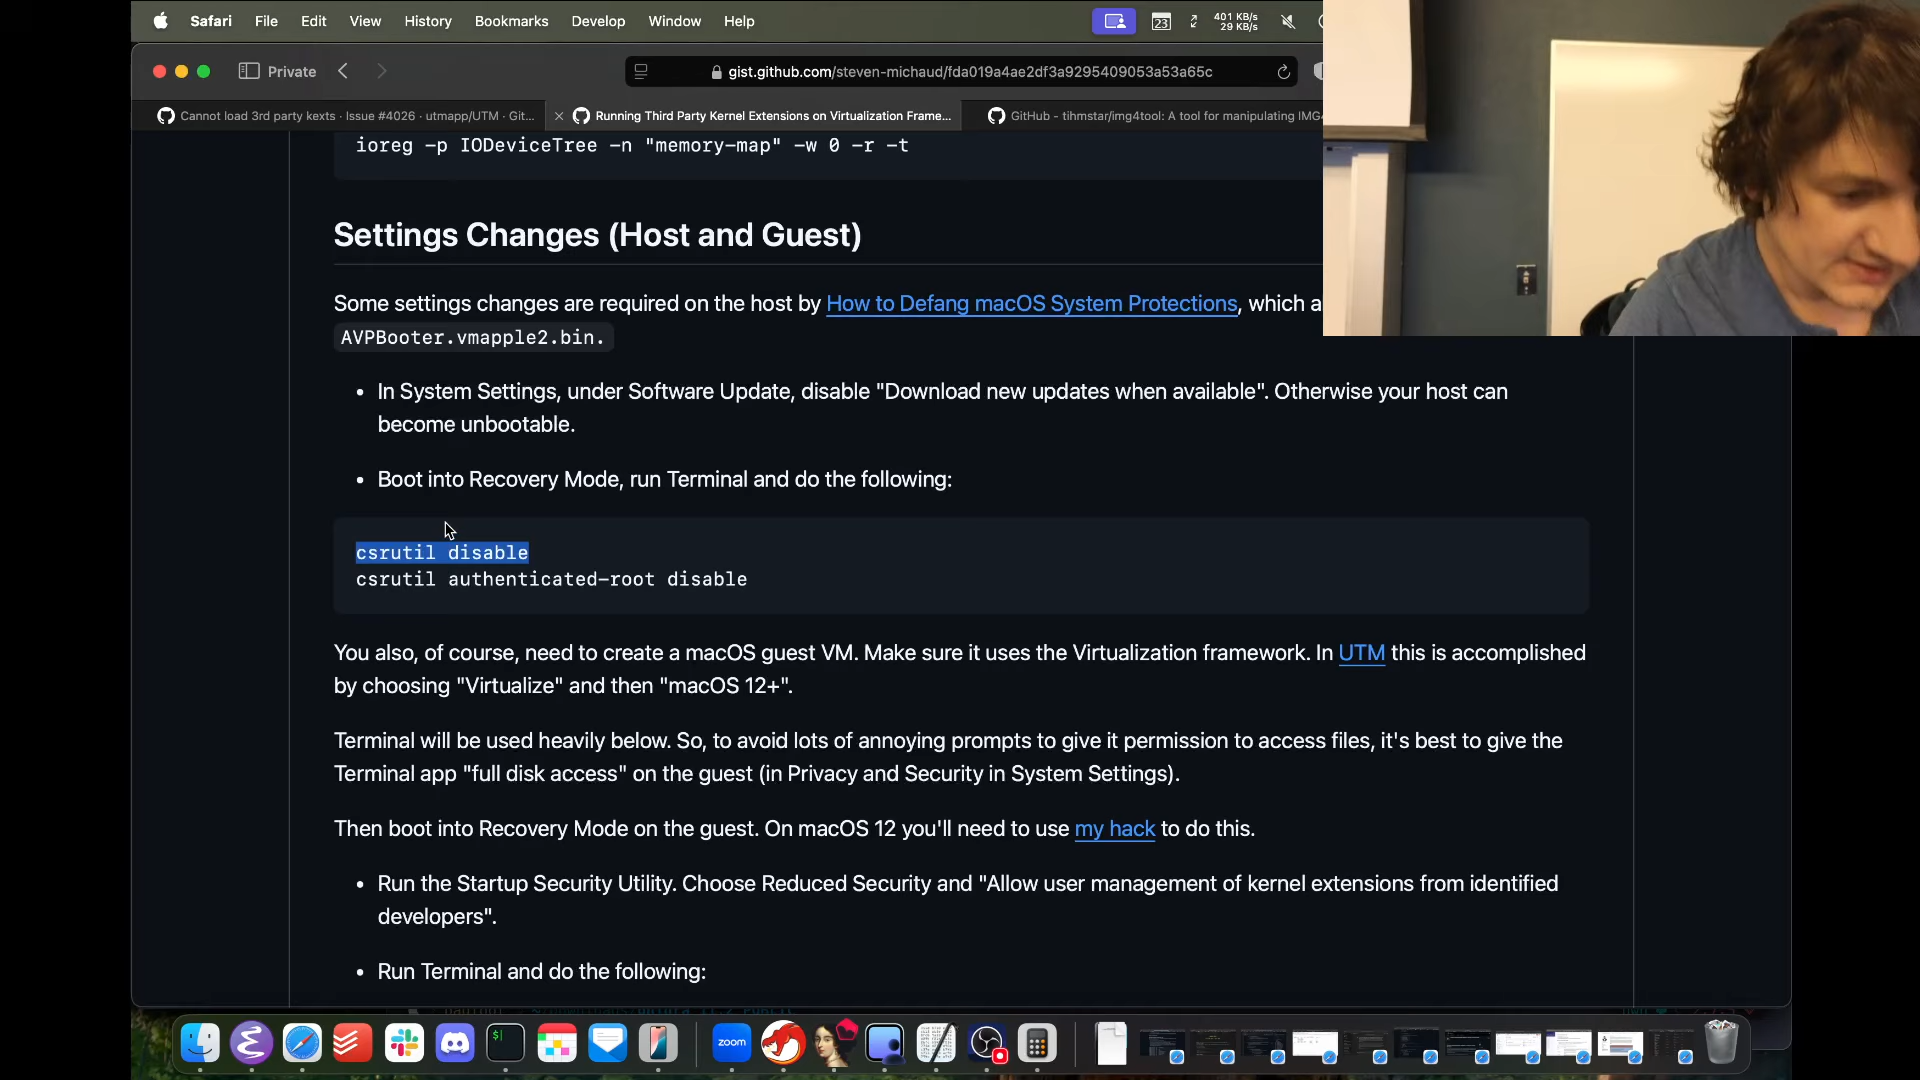 Safari File Edit View History Bookmarks Develop Window Help
23
401 KB/s
29 KB/s
Private
gist.github.com/steven-michaud/fda019a4ae2df3a9295409053a53a65c
Cannot load 3rd party kexts · Issue #4026 · utmapp/UTM · Git...
Running Third Party Kernel Extensions on Virtualization Frame...
GitHub - tihmstar/img4tool: A tool for manipulating IMG4
ioreg -p IODeviceTree -n "memory-map" -w 0 -r -t
Settings Changes (Host and Guest)
Some settings changes are required on the host by How to Defang macOS System Protections, which a
AVPBooter.vmapple2.bin.
• In System Settings, under Software Update, disable "Download new updates when available". Otherwise your host can
become unbootable.
• Boot into Recovery Mode, run Terminal and do the following:
csrutil disable
csrutil authenticated-root disable
You also, of course, need to create a macOS guest VM. Make sure it uses the Virtualization framework. In UTM this is accomplished
by choosing "Virtualize" and then "macOS 12+".
Terminal will be used heavily below. So, to avoid lots of annoying prompts to give it permission to access files, it's best to give the
Terminal app "full disk access" on the guest (in Privacy and Security in System Settings).
Then boot into Recovery Mode on the guest. On macOS 12 you'll need to use my hack to do this.
• Run the Startup Security Utility. Choose Reduced Security and "Allow user management of kernel extensions from identified
developers".
• Run Terminal and do the following:
zoom